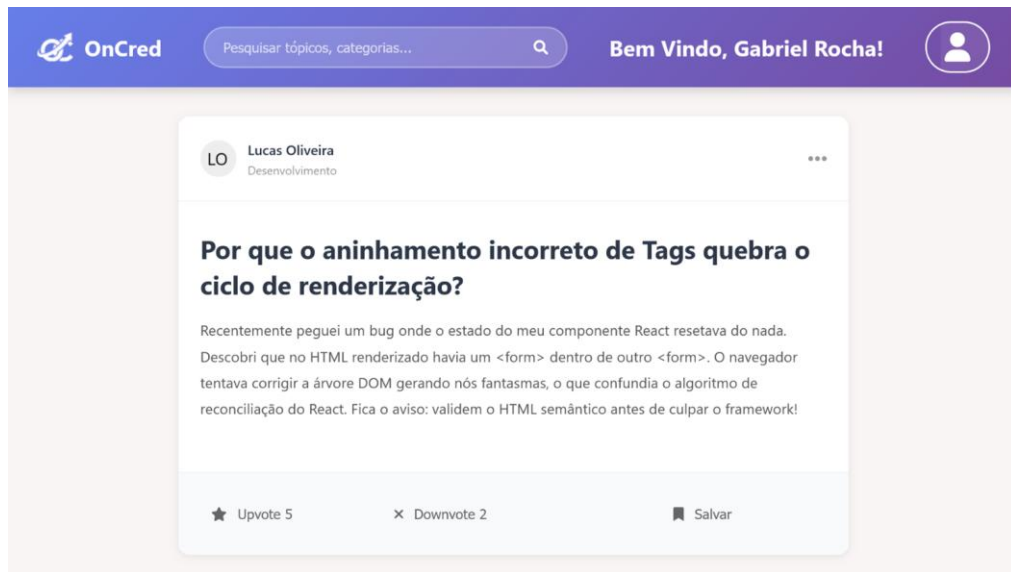 OnCred
Pesquisar tópicos, categorias...
Bem Vindo, Gabriel Rocha!
LO
Lucas Oliveira
Desenvolvimento
Por que o aninhamento incorreto de Tags quebra o
ciclo de renderização?
Recentemente peguei um bug onde o estado do meu componente React resetava do nada.
Descobri que no HTML renderizado havia um <form> dentro de outro <form>. O navegador
tentava corrigir a árvore DOM gerando nós fantasmas, o que confundia o algoritmo de
reconciliação do React. Fica o aviso: validem o HTML semântico antes de culpar o framework!
Upvote 5
Downvote 2
Salvar